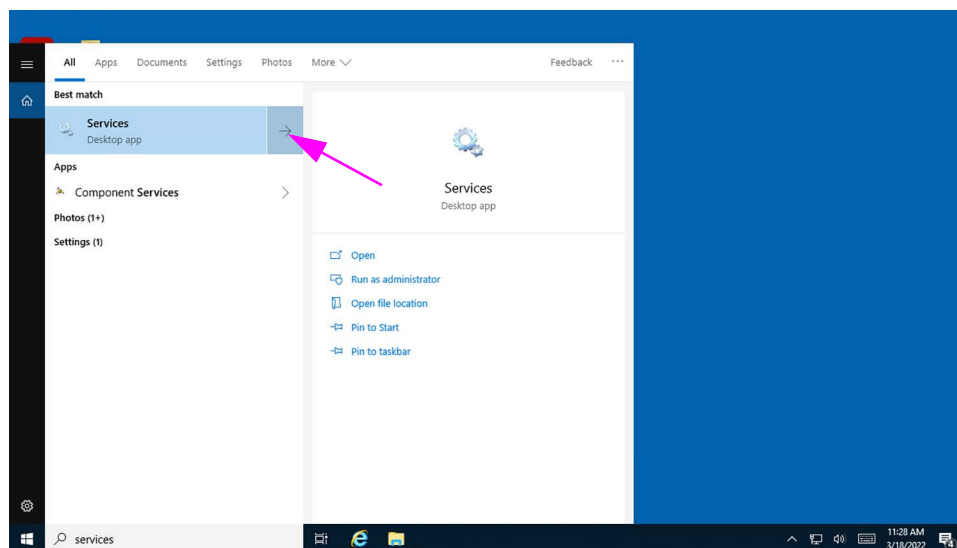 All Apps Documents Settings Photos More Feedback ...
Best match
Services
Desktop app
Apps
Component Services
Photos (1+)
Settings (1)
Services
Desktop app
Open
Run as administrator
Open file location
Pin to Start
Pin to taskbar
services
11:28 AM
3/18/2022
4